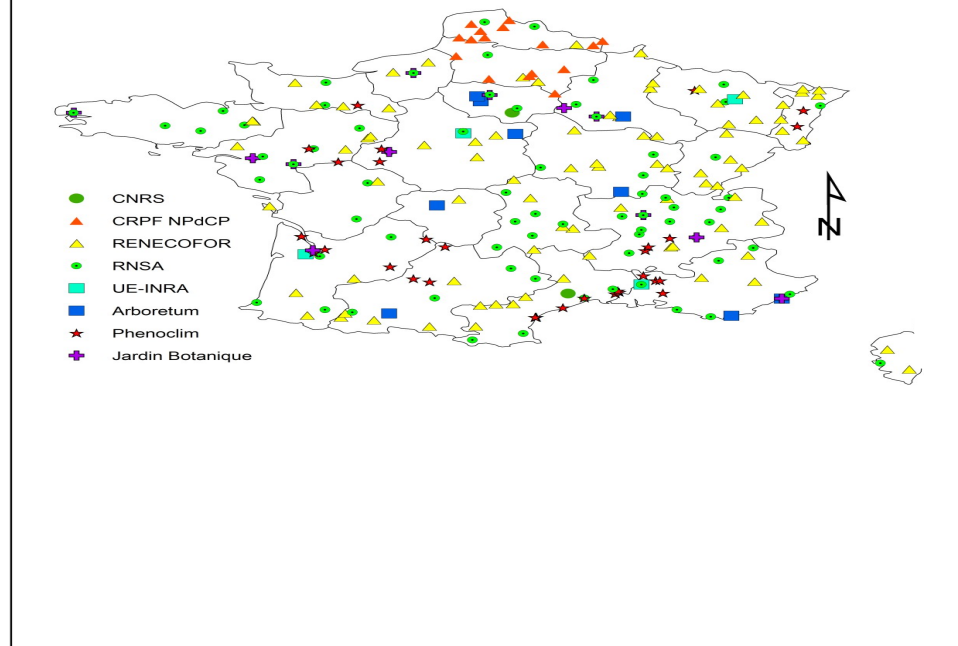 CNRS
CRPF NPdCP
RENECOFOR
RNSA
UE-INRA
Arboretum
Phenoclim
Jardin Botanique
N